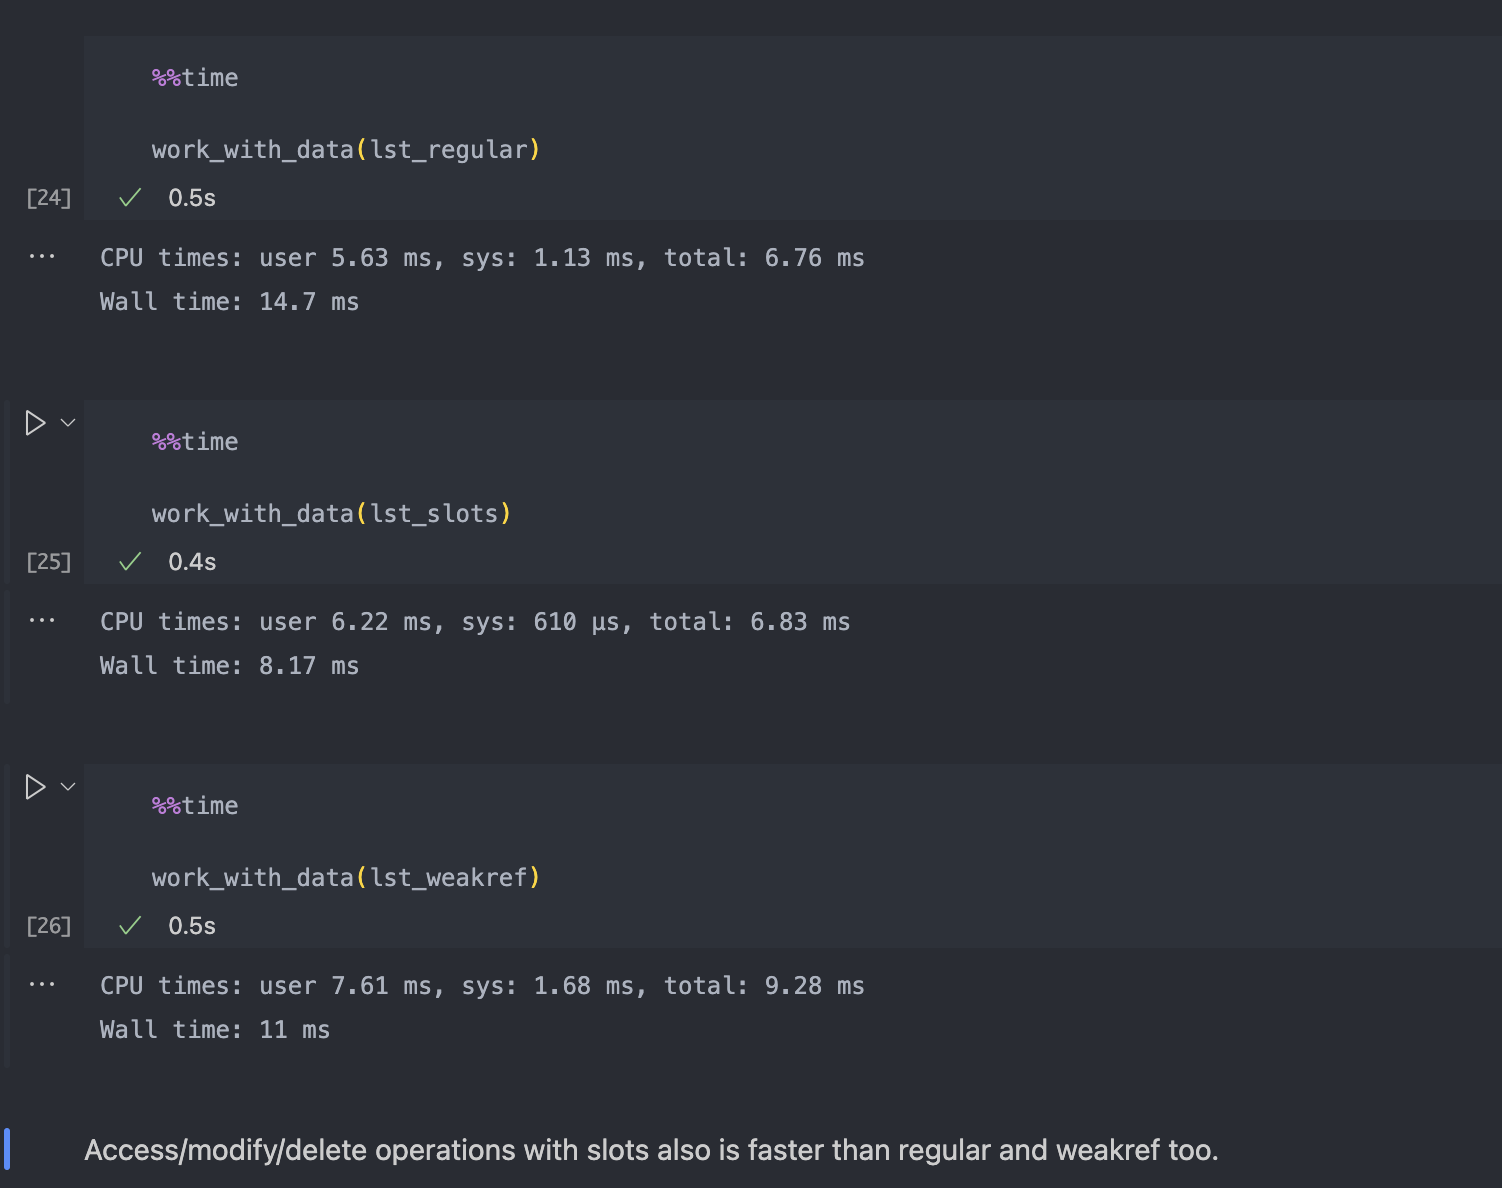 %%time
work_with_data(lst_regular)
[24]
0.5s
CPU times: user 5.63 ms, sys: 1.13 ms, total: 6.76 ms
Wall time: 14.7 ms
%%time
work_with_data(lst_slots)
[25]
0.4s
CPU times: user 6.22 ms, sys: 610 µs, total: 6.83 ms
Wall time: 8.17 ms
%%time
work_with_data(lst_weakref)
[26]
0.5s
CPU times: user 7.61 ms, sys: 1.68 ms, total: 9.28 ms
Wall time: 11 ms
Access/modify/delete operations with slots also is faster than regular and weakref too.